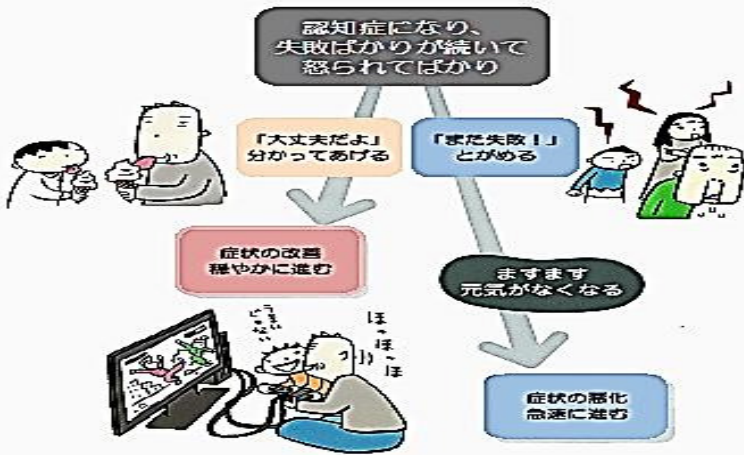 認知症になり、
失敗ばかりが続いて
怒られてばかり
「大丈夫だよ」
分かってあげる
「また失敗！」
とがめる
症状の改善
穏やかに進む
ますます
元気がなくなる
うまい
じゃない
ほっほっほ
症状の悪化
急速に進む